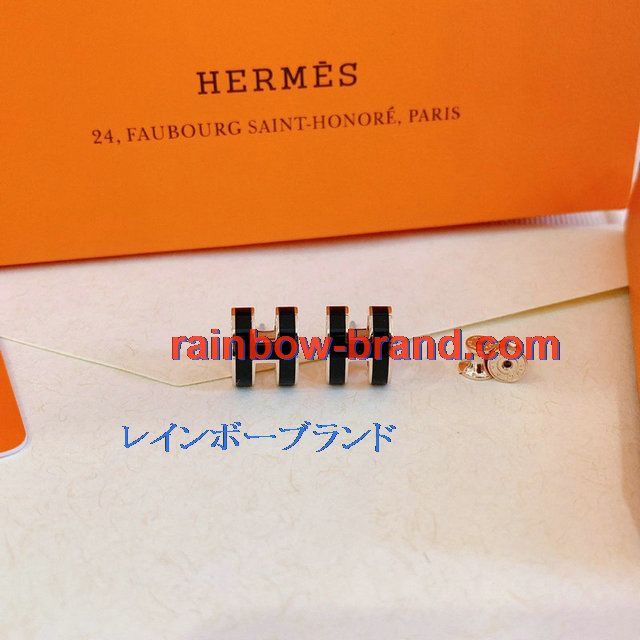 HERMÈS
24, FAUBOURG SAINT-HONORÉ, PARIS
rainbow-brand.com
レインボーブランド